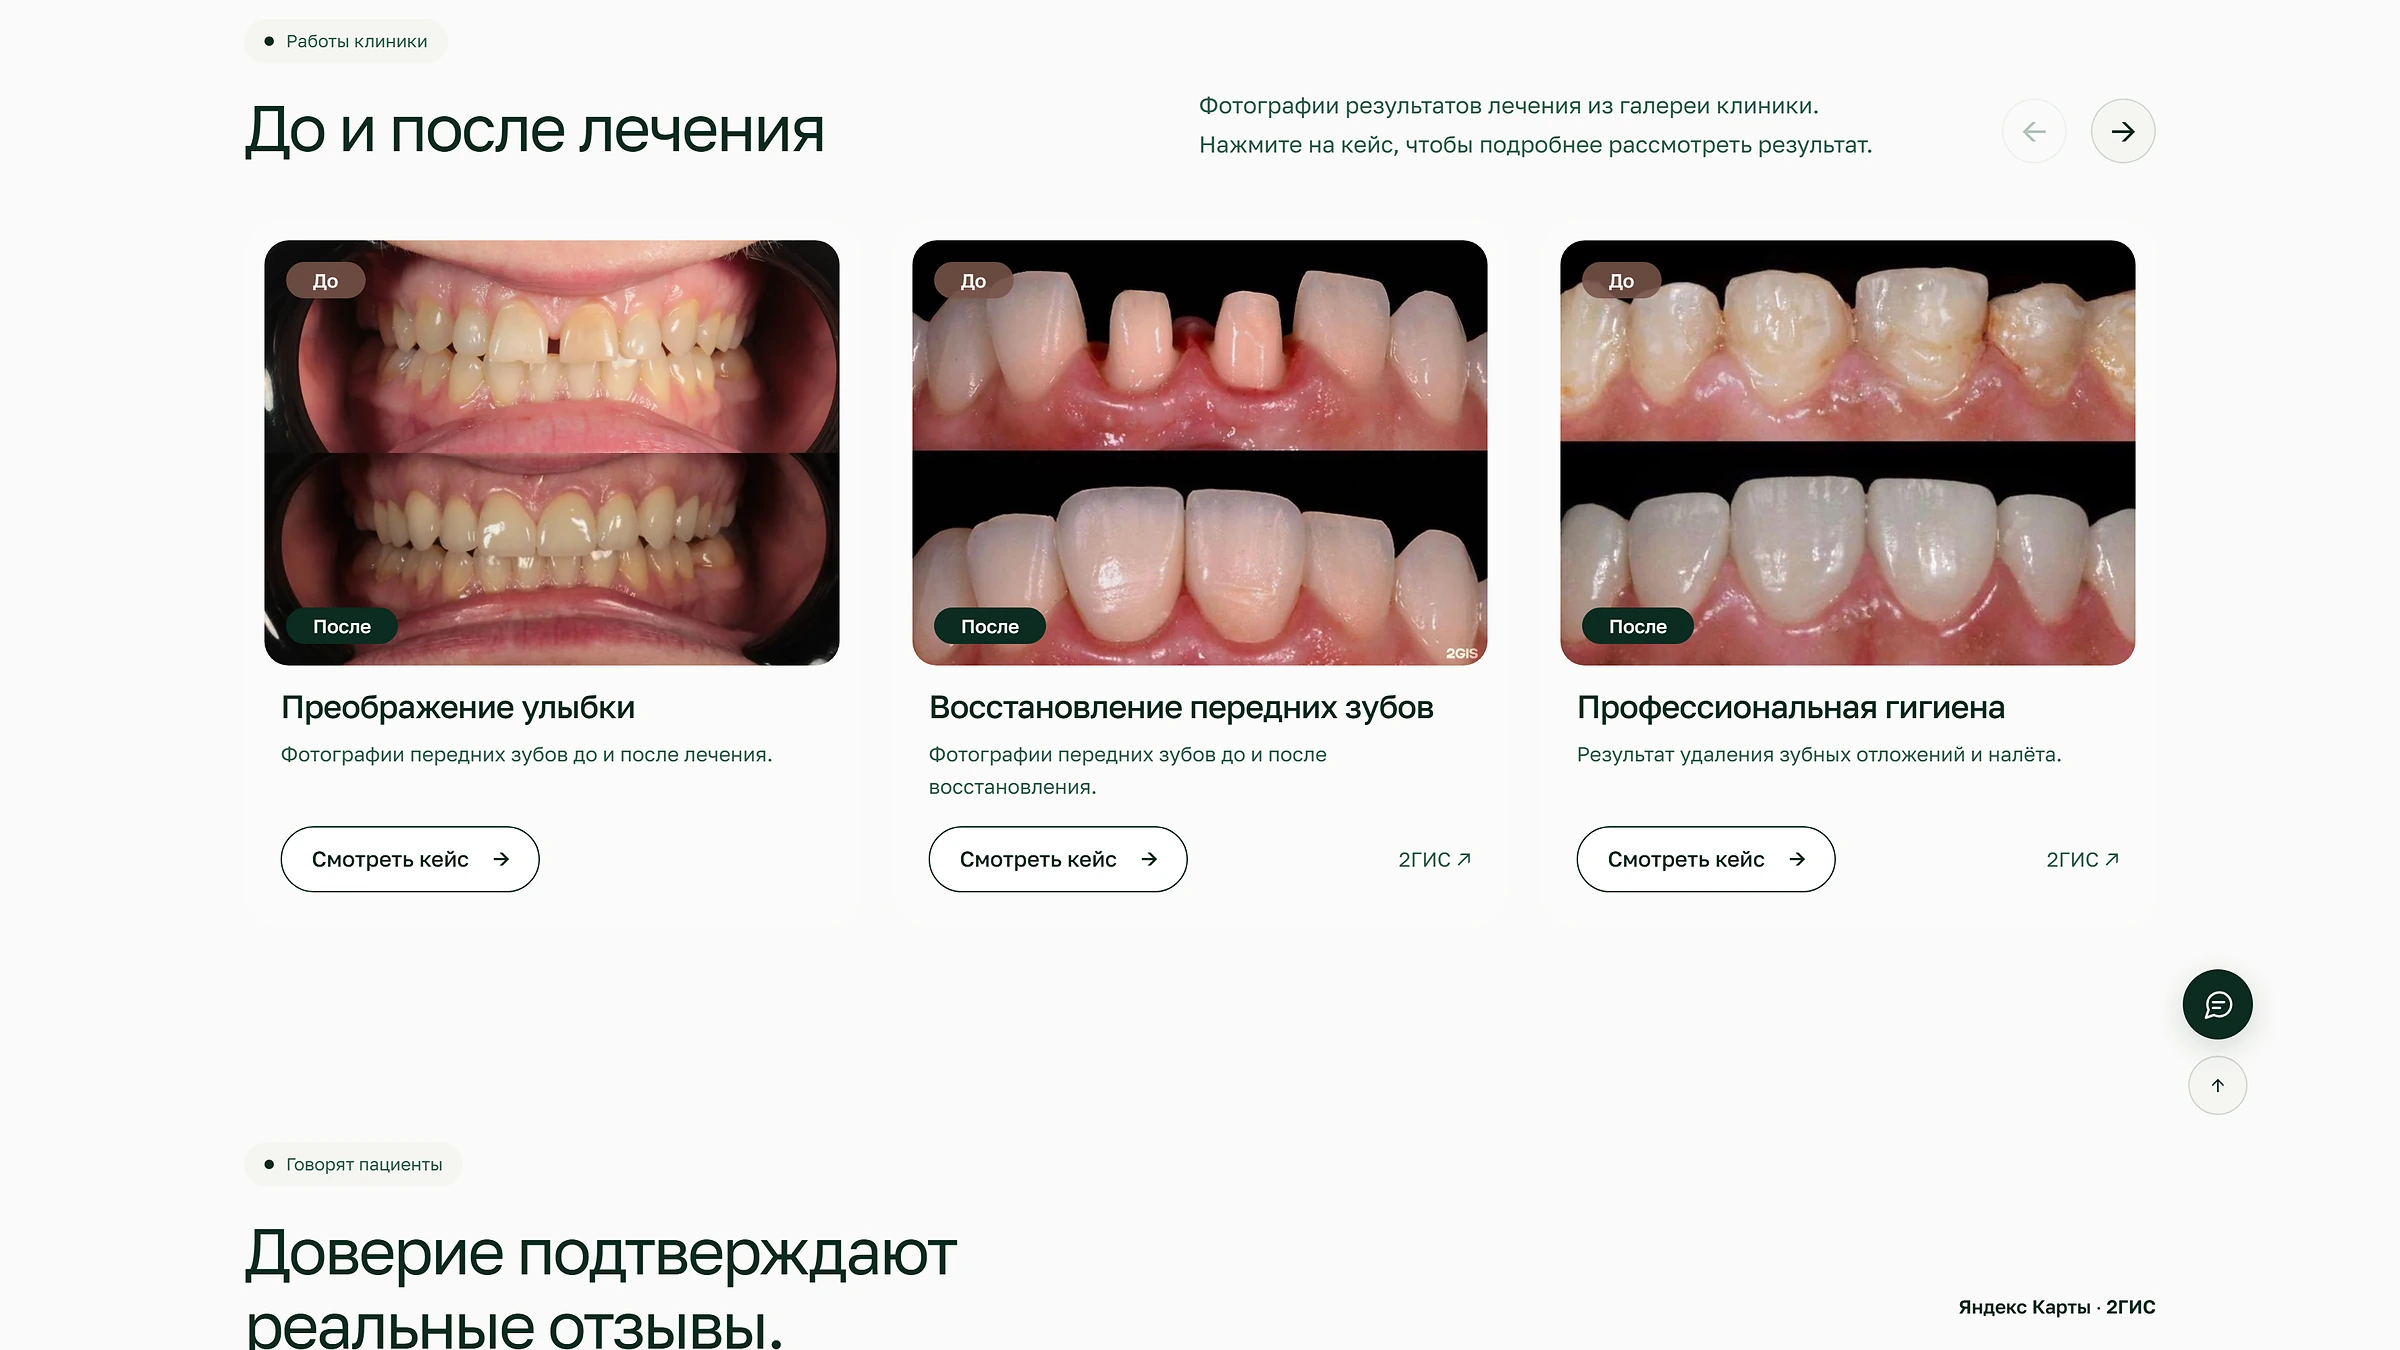 Работы клиники
До и после лечения
Фотографии результатов лечения из галереи клиники.
Нажмите на кейс, чтобы подробнее рассмотреть результат.
До
После
Преображение улыбки
Фотографии передних зубов до и после лечения.
Смотреть кейс
До
После
2GIS
Восстановление передних зубов
Фотографии передних зубов до и после
восстановления.
Смотреть кейс
2ГИС
До
После
Профессиональная гигиена
Результат удаления зубных отложений и налёта.
Смотреть кейс
2ГИС
Говорят пациенты
Доверие подтверждают
реальные отзывы.
Яндекс Карты · 2ГИС